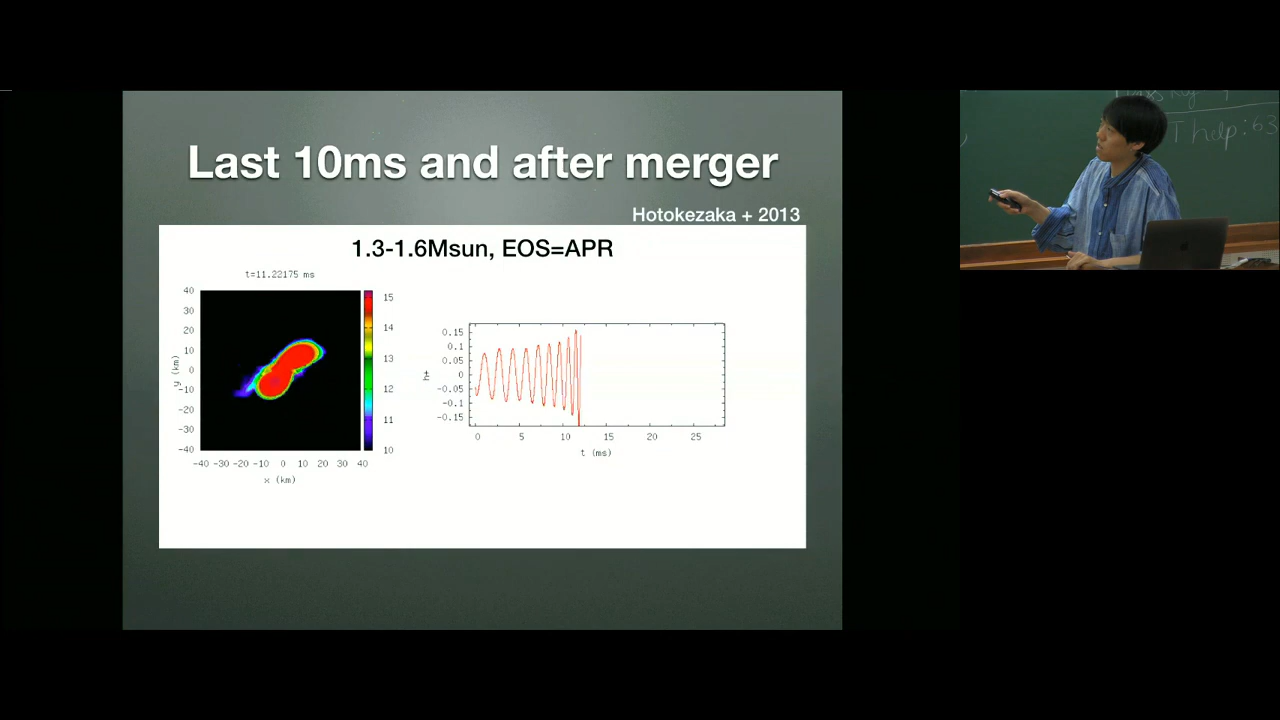 Last 10ms and after merger
Hotokezaka + 2013
1.3-1.6Msun, EOS=APR
t=11.22175 ms
40
30
20
10
0
-10
-20
-30
-40
y (km)
-40 -30 -20 -10 0 10 20 30 40
x (km)
15
14
13
12
11
10
0.15
0.1
0.05
0
-0.05
-0.1
-0.15
h+
0 5 10 15 20 25
t (ms)
help: 63